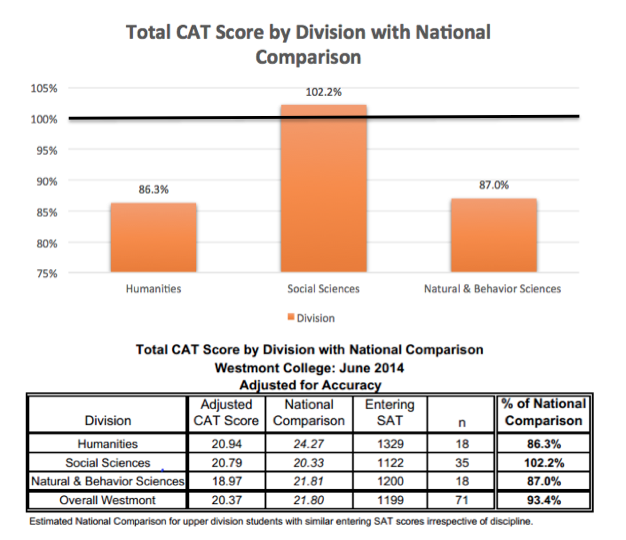 Total CAT Score by Division with National
Comparison
105%
102.2%
100%
95%
90%
86.3%
87.0%
85%
80%
75%
Humanities Social Sciences Natural & Behavior Sciences
Division
Total CAT Score by Division with National Comparison
Westmont College: June 2014
Adjusted for Accuracy
Division Adjusted CAT Score National Comparison Entering SAT n % of National Comparison
Humanities 20.94 24.27 1329 18 86.3%
Social Sciences 20.79 20.33 1122 35 102.2%
Natural & Behavior Sciences 18.97 21.81 1200 18 87.0%
Overall Westmont 20.37 21.80 1199 71 93.4%
Estimated National Comparison for upper division students with similar entering SAT scores irrespective of discipline.